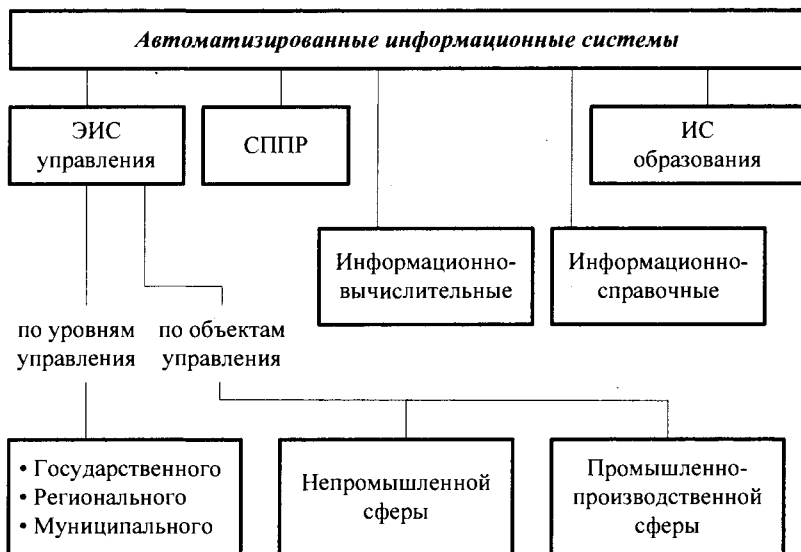 Автоматизированные информационные системы
ЭИС
управления
СППР
ИС
образования
Информационно-
вычислительные
Информационно-
справочные
по уровням
управления
по объектам
управления
• Государственного
• Регионального
• Муниципального
Непромышленной
сферы
Промышленно-
производственной
сферы